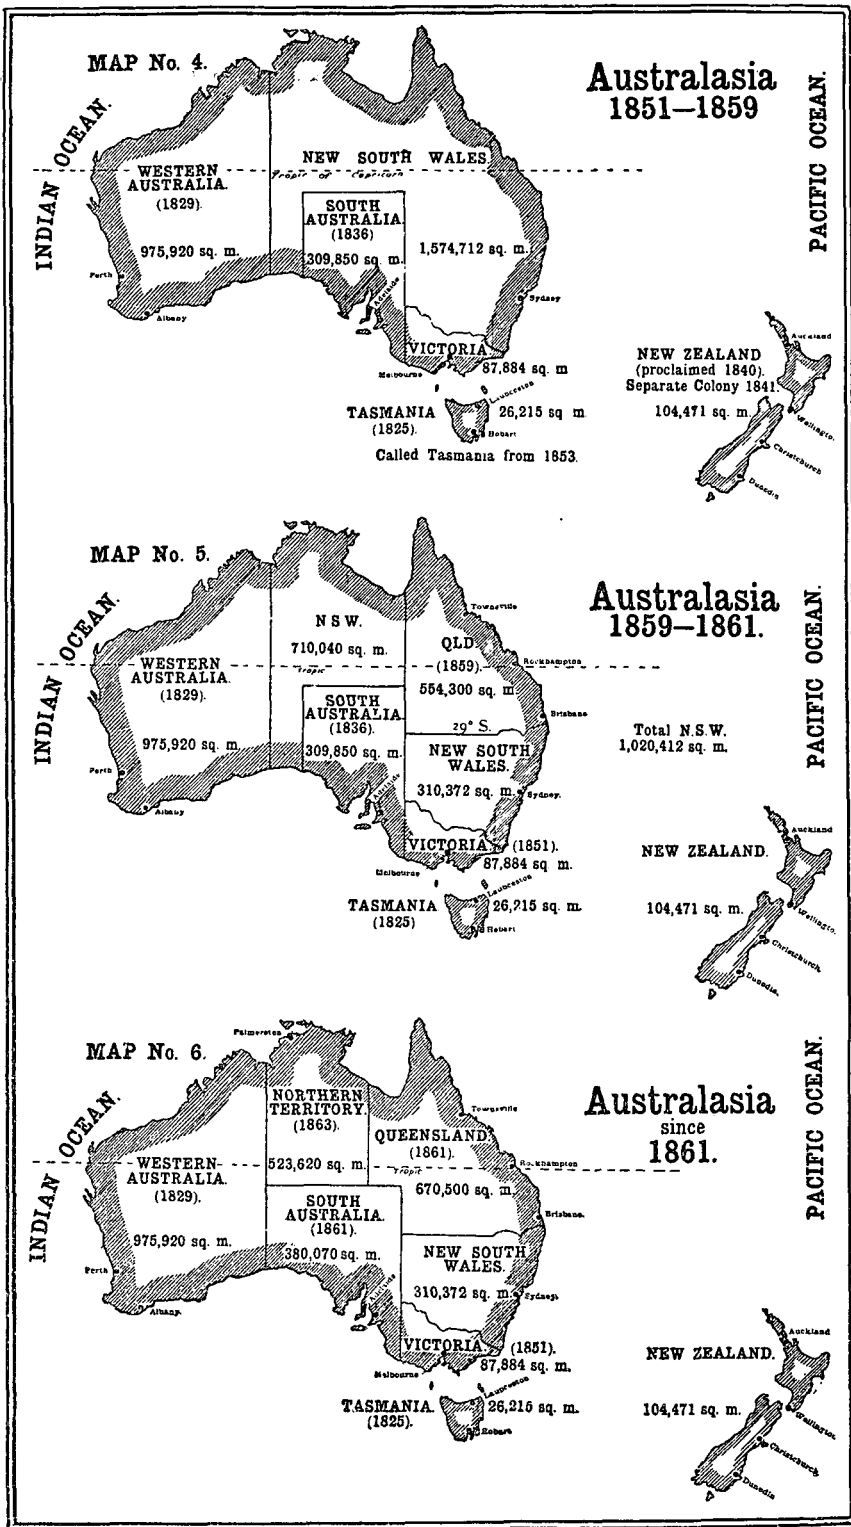 MAP No. 4.
Australasia
1851—1859
INDIAN OCEAN.
PACIFIC OCEAN.
WESTERN
AUSTRALIA.
(1829).
975,920 sq. m.
NEW SOUTH WALES.
Tropic of Capricorn
SOUTH
AUSTRALIA.
(1836)
309,850 sq. m.
1,574,712 sq. m.
Perth
Albany
Adelaide
Sydney
VICTORIA
87,884 sq. m
Melbourne
Launceston
TASMANIA
(1825).
26,215 sq m
Hobart
Called Tasmania from 1853.
Auckland
NEW ZEALAND
(proclaimed 1840).
Separate Colony 1841.
104,471 sq. m.
Wellingto.
Christchurch
Dunedin
MAP No. 5.
Australasia
1859—1861.
INDIAN OCEAN.
PACIFIC OCEAN.
Townsville
N S W.
710,040 sq. m.
Tropic
QLD.
(1859).
554,300 sq. m
Rockhampton
WESTERN
AUSTRALIA.
(1829).
975,920 sq. m
SOUTH
AUSTRALIA
(1836).
309,850 sq. m.
29° S.
Brisbane
Total N.S.W.
1,020,412 sq. m.
NEW SOUTH
WALES.
310,372 sq. m.
Sydney.
Perth
Albany
Adelaide
VICTORIA. (1851).
87,884 sq m.
Melbourne
Launceston
TASMANIA
(1825)
26,215 sq. m.
Hobart
Auckland
NEW ZEALAND.
104,471 sq. m.
Wellingto.
Christchurch.
Dunedin.
MAP No. 6.
Australasia
since
1861.
INDIAN OCEAN.
PACIFIC OCEAN.
Palmerston
NORTHERN
TERRITORY.
(1863).
523,620 sq. m.
Townsville
QUEENSLAND.
(1861).
Tropic
Rockhampton
670,500 sq. m.
WESTERN
AUSTRALIA.
(1829).
975,920 sq. m.
SOUTH
AUSTRALIA.
(1861).
380,070 sq. m.
Brisbane.
NEW SOUTH
WALES.
310,372 sq. m.
Sydney.
Perth
Albany.
Adelaide
VICTORIA. (1851).
87,884 sq. m.
Melbourne
Launceston
TASMANIA.
(1825).
26,215 sq. m.
Hobart
Auckland
NEW ZEALAND.
104,471 sq. m.
Wellington.
Christchurch.
Dunedin